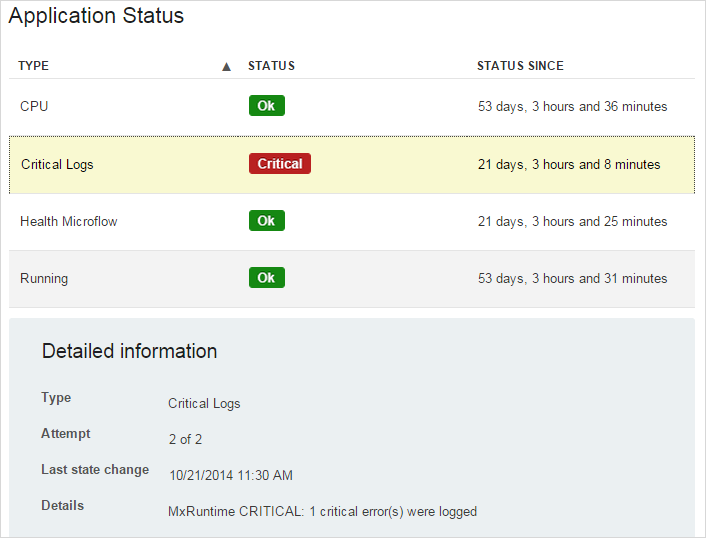 Application Status
TYPE ▲ STATUS STATUS SINCE
CPU Ok 53 days, 3 hours and 36 minutes
Critical Logs Critical 21 days, 3 hours and 8 minutes
Health Microflow Ok 21 days, 3 hours and 25 minutes
Running Ok 53 days, 3 hours and 31 minutes
Detailed information
Type Critical Logs
Attempt 2 of 2
Last state change 10/21/2014 11:30 AM
Details MxRuntime CRITICAL: 1 critical error(s) were logged